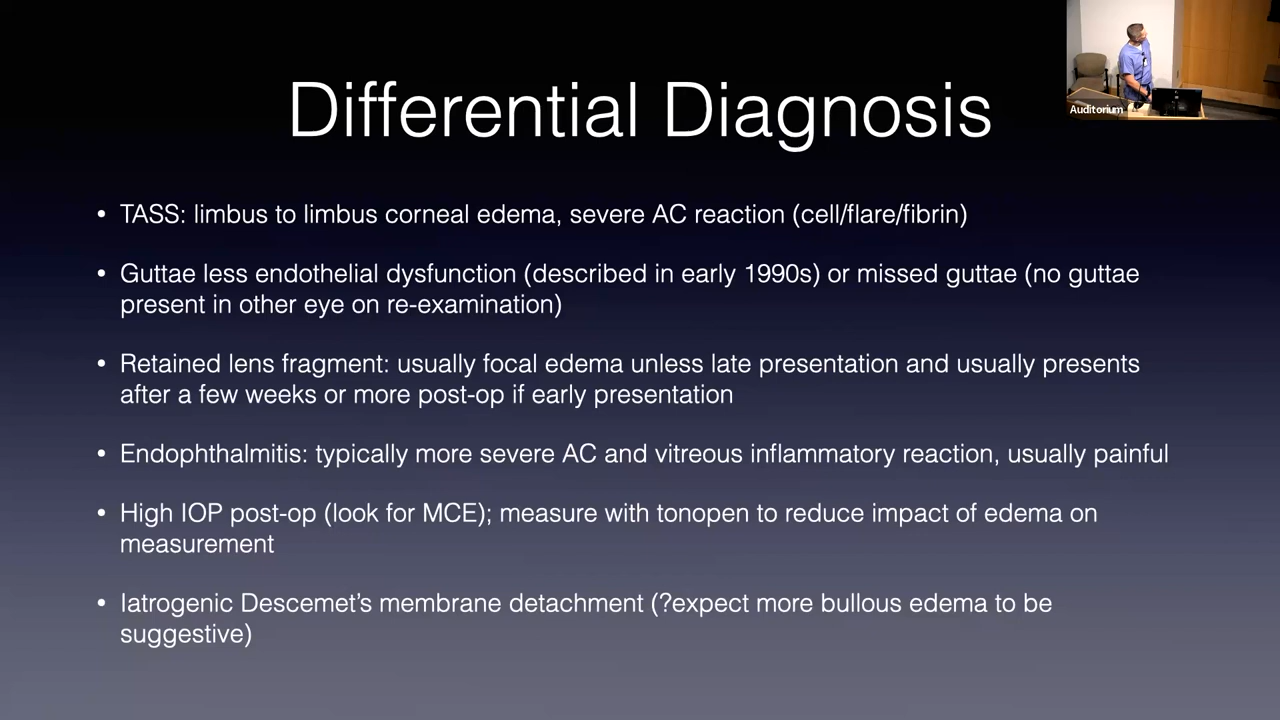 Auditorium
Differential Diagnosis
• TASS: limbus to limbus corneal edema, severe AC reaction (cell/flare/fibrin)
• Guttae less endothelial dysfunction (described in early 1990s) or missed guttae (no guttae
present in other eye on re-examination)
• Retained lens fragment: usually focal edema unless late presentation and usually presents
after a few weeks or more post-op if early presentation
• Endophthalmitis: typically more severe AC and vitreous inflammatory reaction, usually painful
• High IOP post-op (look for MCE); measure with tonopen to reduce impact of edema on
measurement
• Iatrogenic Descemet’s membrane detachment (?expect more bullous edema to be
suggestive)